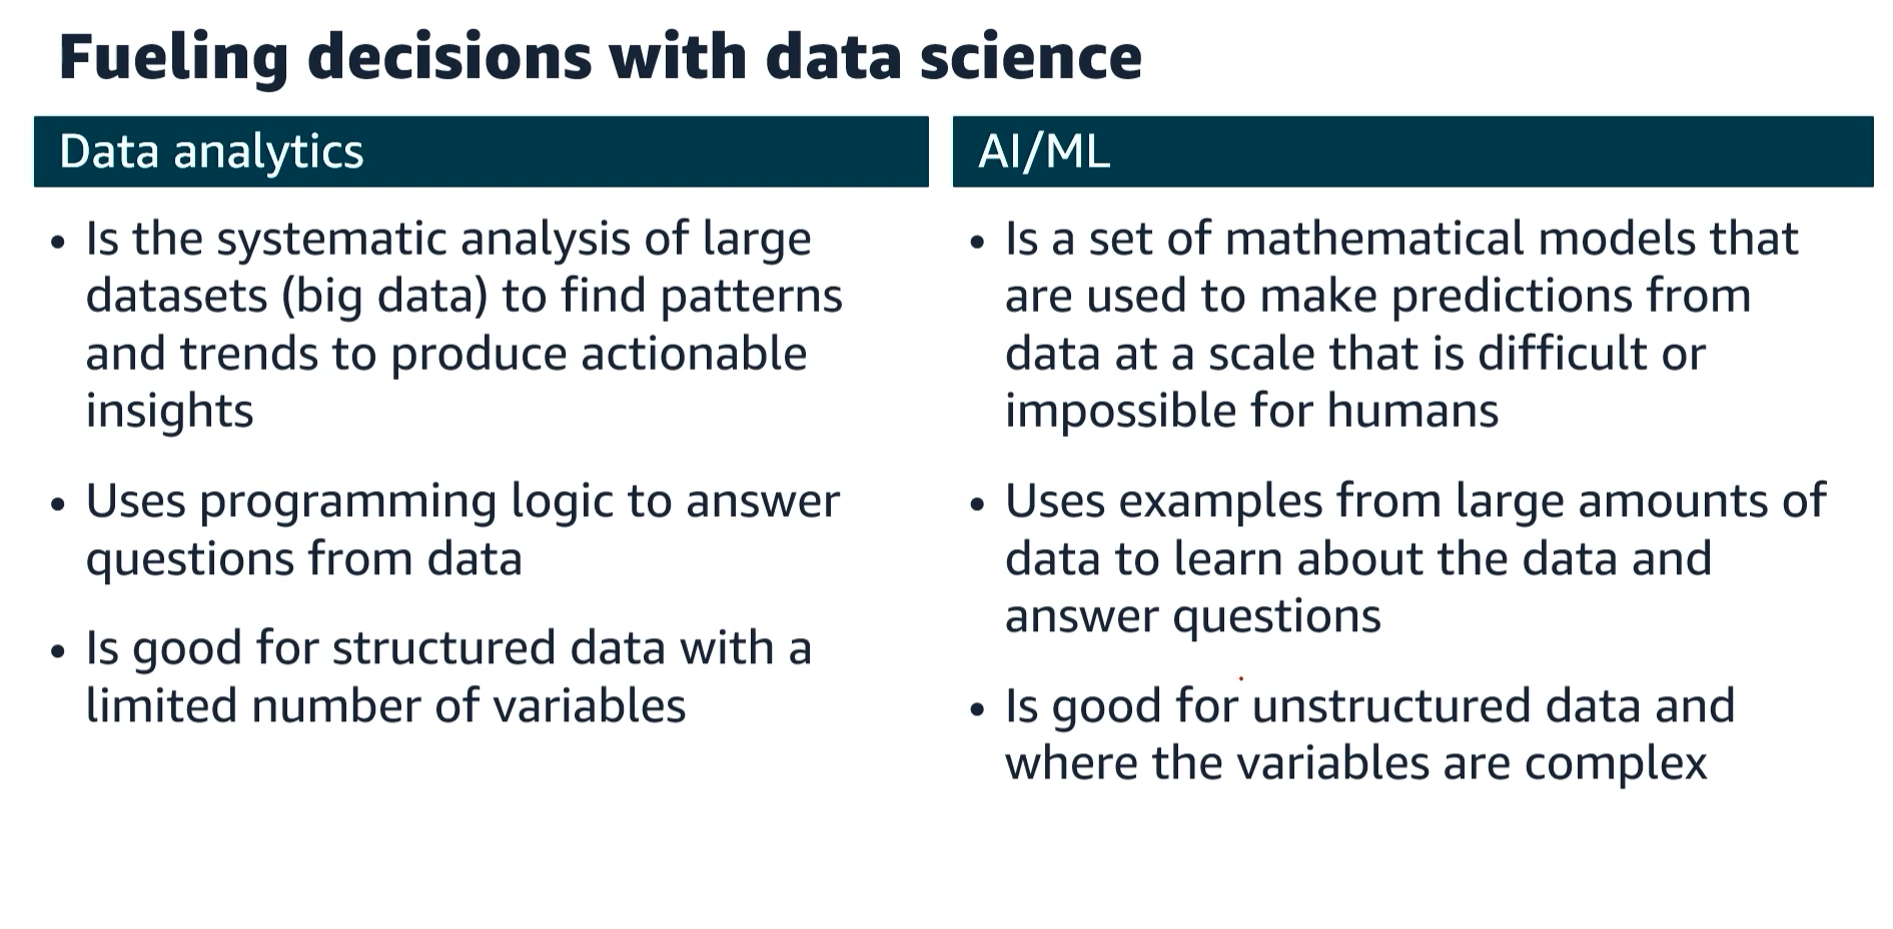 Fueling decisions with data science
Data analytics
• Is the systematic analysis of large
datasets (big data) to find patterns
and trends to produce actionable
insights
• Uses programming logic to answer
questions from data
• Is good for structured data with a
limited number of variables
AI/ML
• Is a set of mathematical models that
are used to make predictions from
data at a scale that is difficult or
impossible for humans
• Uses examples from large amounts of
data to learn about the data and
answer questions
• Is good for unstructured data and
where the variables are complex